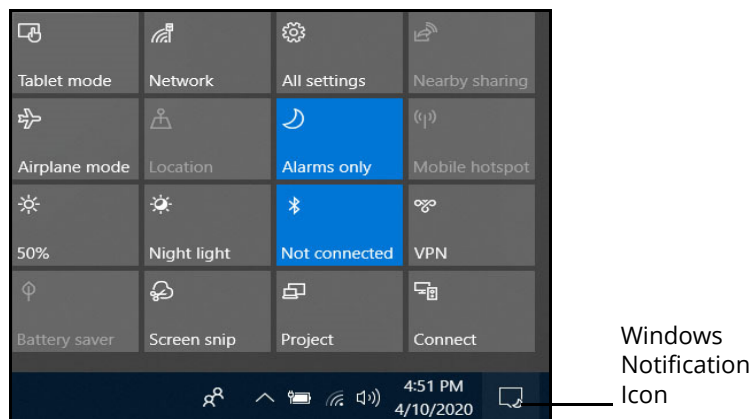 Tablet mode Network All settings Nearby sharing
Airplane mode Location Alarms only Mobile hotspot
50% Night light Not connected VPN
Battery saver Screen snip Project Connect
4:51 PM
4/10/2020
Windows
Notification
Icon